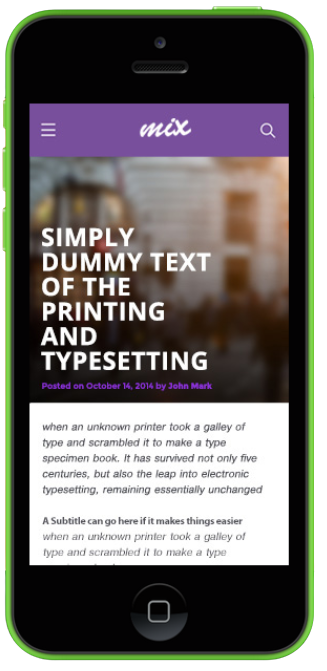 mix
SIMPLY
DUMMY TEXT
OF THE
PRINTING
AND
TYPESETTING
Posted on October 14, 2014 by John Mark
when an unknown printer took a galley of
type and scrambled it to make a type
specimen book. It has survived not only five
centuries, but also the leap into electronic
typesetting, remaining essentially unchanged
A Subtitle can go here if it makes things easier
when an unknown printer took a galley of
type and scrambled it to make a type